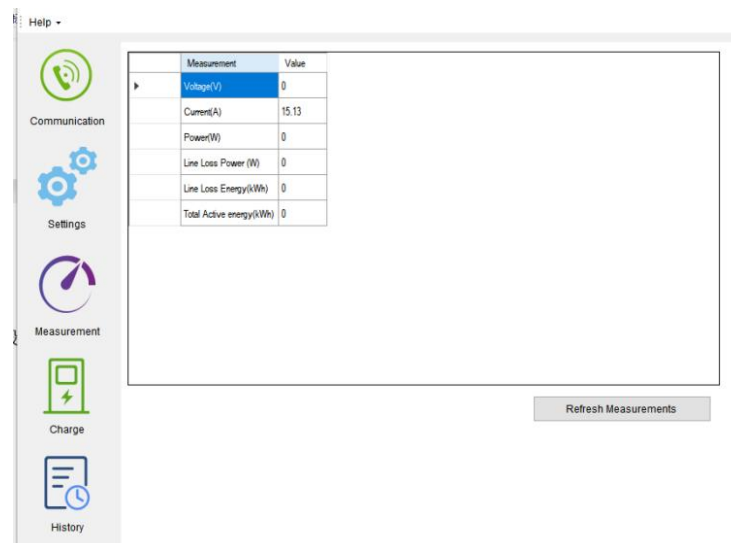 Help
Communication
Settings
Measurement
Charge
History
Measurement Value
Voltage(V) 0
Current(A) 15.13
Power(W) 0
Line Loss Power (W) 0
Line Loss Energy(kWh) 0
Total Active energy(kWh) 0
Refresh Measurements